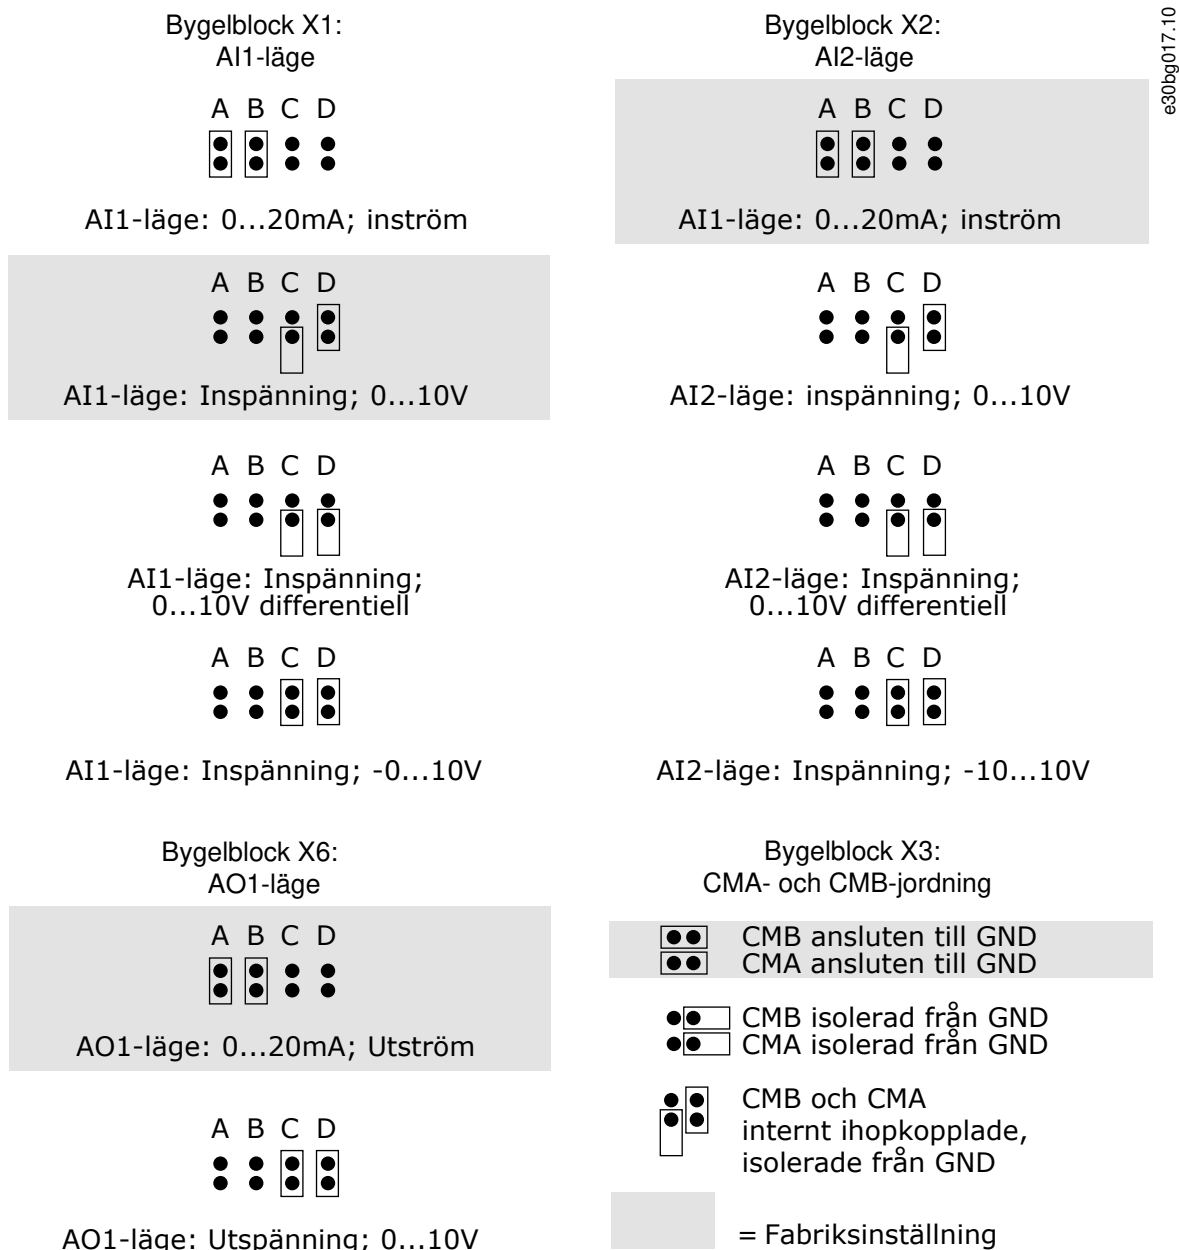 Bygelblock X1:
AI1-läge
A B C D
AI1-läge: 0...20mA; inström
A B C D
AI1-läge: Inspänning; 0...10V
A B C D
AI1-läge: Inspänning;
0...10V differentiell
A B C D
AI1-läge: Inspänning; -0...10V
Bygelblock X2:
AI2-läge
A B C D
AI1-läge: 0...20mA; inström
A B C D
AI2-läge: inspänning; 0...10V
A B C D
AI2-läge: Inspänning;
0...10V differentiell
A B C D
AI2-läge: Inspänning; -10...10V
Bygelblock X6:
AO1-läge
A B C D
AO1-läge: 0...20mA; Utström
A B C D
AO1-läge: Utspänning; 0...10V
Bygelblock X3:
CMA- och CMB-jordning
CMB ansluten till GND
CMA ansluten till GND
CMB isolerad från GND
CMA isolerad från GND
CMB och CMA
internt ihopkopplade,
isolerade från GND
= Fabriksinställning
e30bg017.10